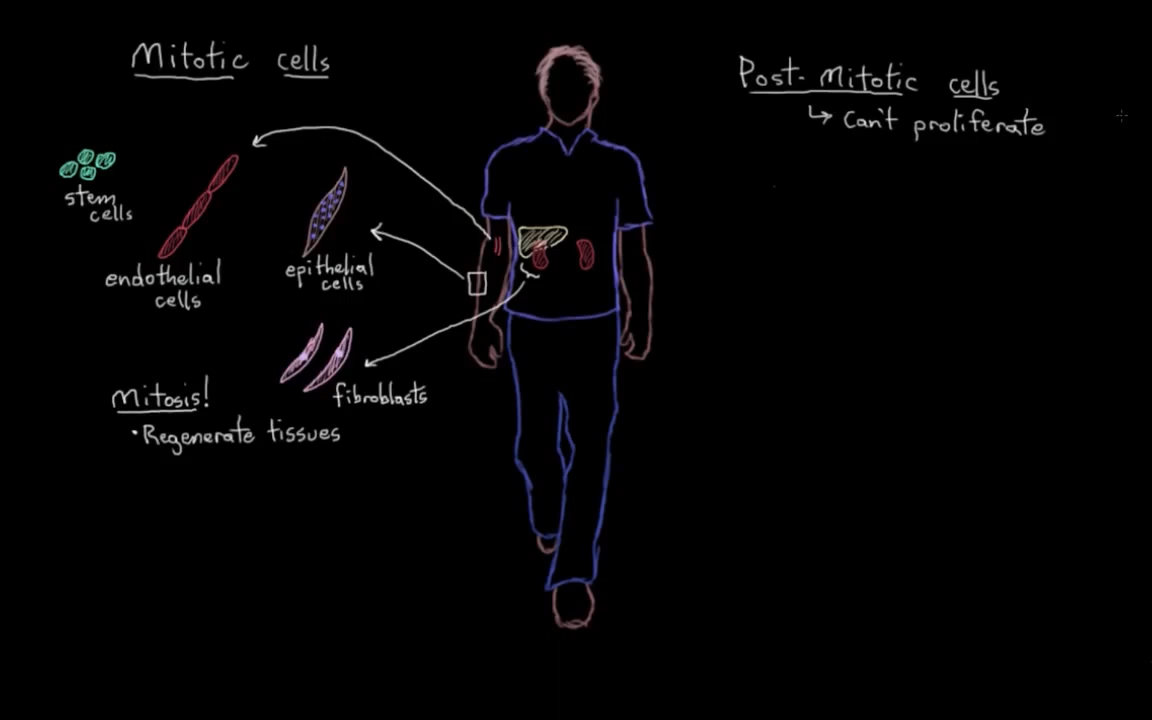 Mitotic cells
stem
cells
endothelial
cells
epithelial
cells
fibroblasts
Mitosis!
• Regenerate tissues
Post-Mitotic cells
↳ Can't proliferate